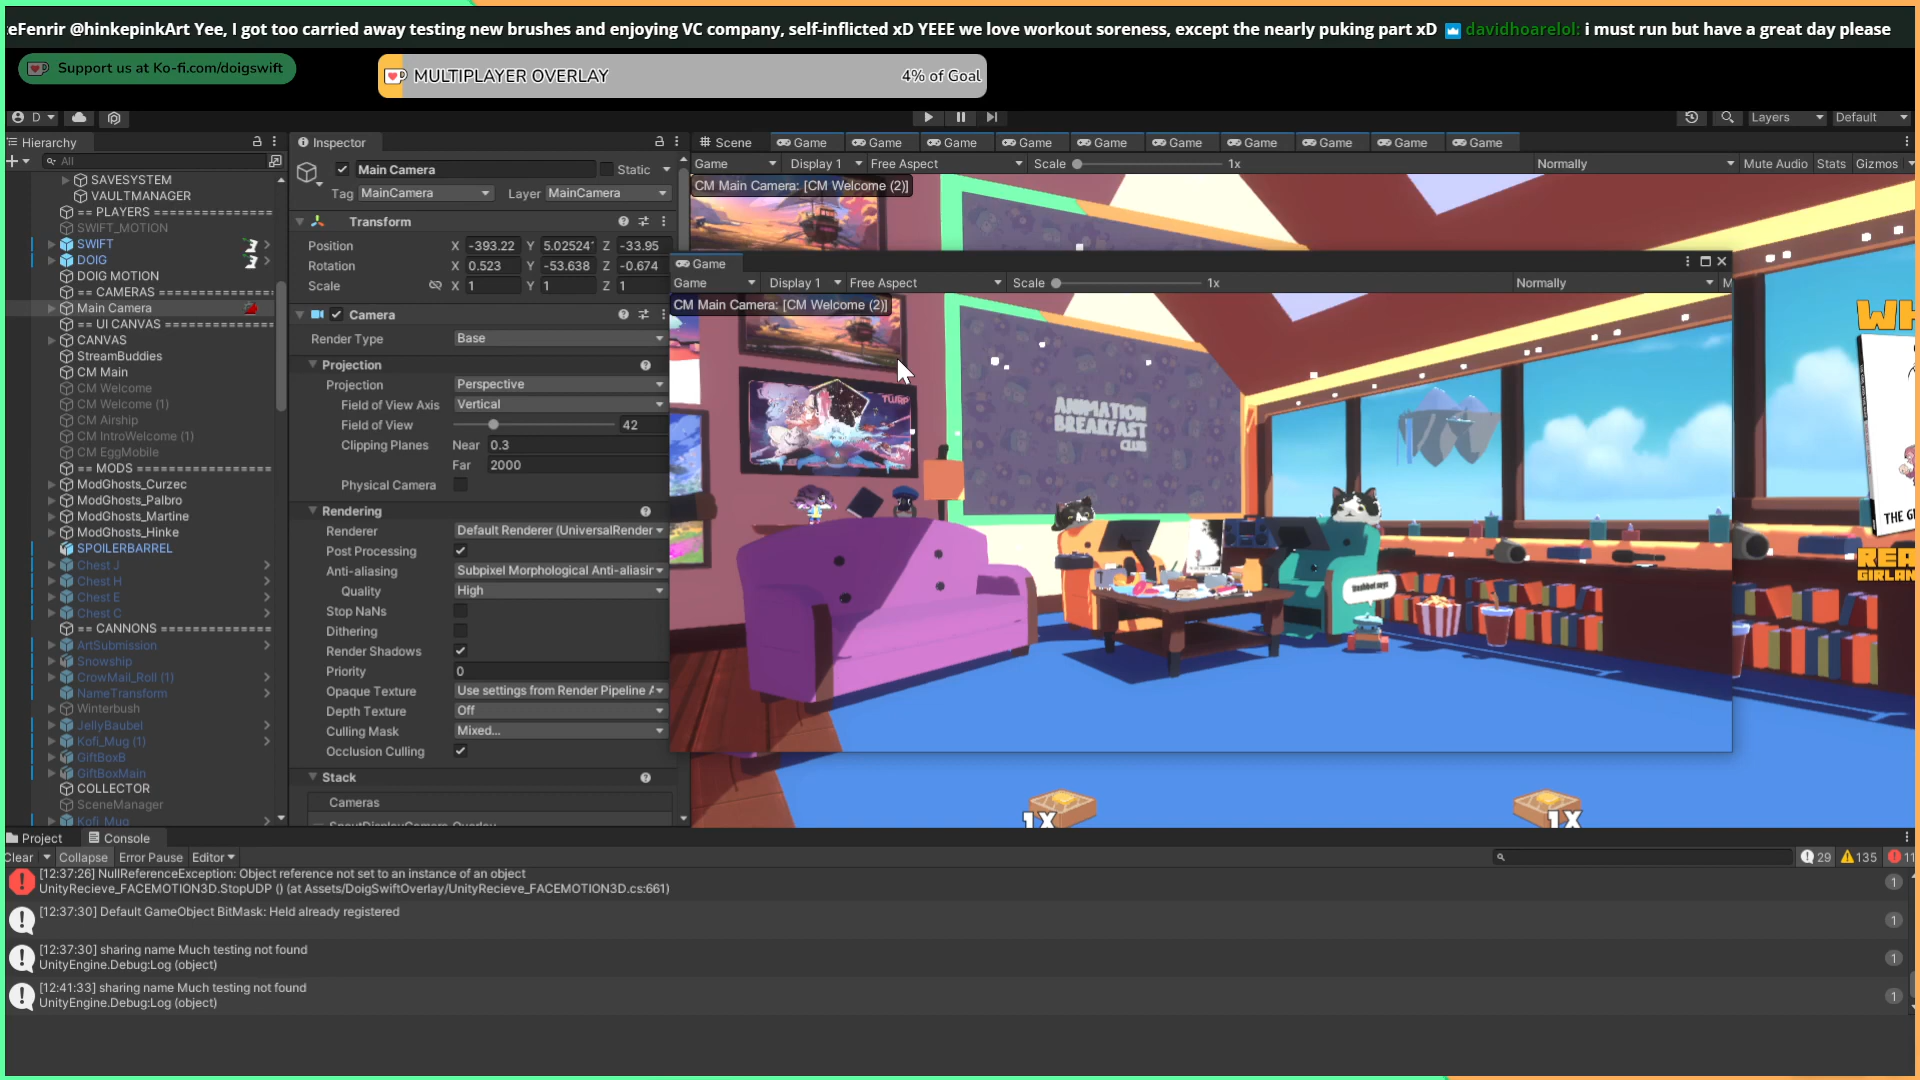 eFenrir @hinkepinkArt Yee, I got too carried away testing new brushes and enjoying VC company, self-inflicted xD YEEE we love workout soreness, except the nearly puking part xD davidhoarelol: i must run but have a great day please
Support us at Ko-fi.com/doigswift
MULTIPLAYER OVERLAY 4% of Goal
D Layers Default
Hierarchy Inspector Scene Game Game Game Game Game Game Game Game Game Game
All
SAVESYSTEM
VAULTMANAGER
== PLAYERS ================
SWIFT_MOTION
SWIFT
DOIG
DOIG MOTION
== CAMERAS ===============
Main Camera
== UI CANVAS ==============
CANVAS
StreamBuddies
CM Main
CM Welcome
CM Welcome (1)
CM Airship
CM IntroWelcome (1)
CM EggMobile
== MODS ==================
ModGhosts_Curzec
ModGhosts_Palbro
ModGhosts_Martine
ModGhosts_Hinke
SPOILERBARREL
Chest J
Chest H
Chest E
Chest C
== CANNONS ==============
ArtSubmission
Snowship
CrowMail_Roll (1)
NameTransform
Winterbush
JellyBaubel
Kofi_Mug (1)
GiftBoxB
GiftBoxMain
COLLECTOR
SceneManager
Kofi_Mug
Main Camera Static
Tag MainCamera Layer MainCamera
Transform
Position X -393.22 Y 5.02524 Z -33.95
Rotation X 0.523 Y -53.638 Z -0.674
Scale X 1 Y 1 Z 1
Camera
Render Type Base
Projection
Projection Perspective
Field of View Axis Vertical
Field of View 42
Clipping Planes Near 0.3
Far 2000
Physical Camera
Rendering
Renderer Default Renderer (UniversalRender
Post Processing
Anti-aliasing Subpixel Morphological Anti-aliasir
Quality High
Stop NaNs
Dithering
Render Shadows
Priority 0
Opaque Texture Use settings from Render Pipeline A
Depth Texture Off
Culling Mask Mixed...
Occlusion Culling
Stack
Cameras
Game Display 1 Free Aspect Scale 1x Normally Mute Audio Stats Gizmos
CM Main Camera: [CM Welcome (2)]
Game
Game Display 1 Free Aspect Scale 1x Normally M
CM Main Camera: [CM Welcome (2)]
ANIMATION
BREAKFAST
CLUB
WH
THE G
REA
GIRLAN
1X 1X
Project Console
Clear Collapse Error Pause Editor 29 135 11
[12:37:26] NullReferenceException: Object reference not set to an instance of an object
UnityRecieve_FACEMOTION3D.StopUDP () (at Assets/DoigSwiftOverlay/UnityRecieve_FACEMOTION3D.cs:661) 1
[12:37:30] Default GameObject BitMask: Held already registered 1
[12:37:30] sharing name Much testing not found
UnityEngine.Debug:Log (object) 1
[12:41:33] sharing name Much testing not found
UnityEngine.Debug:Log (object) 1